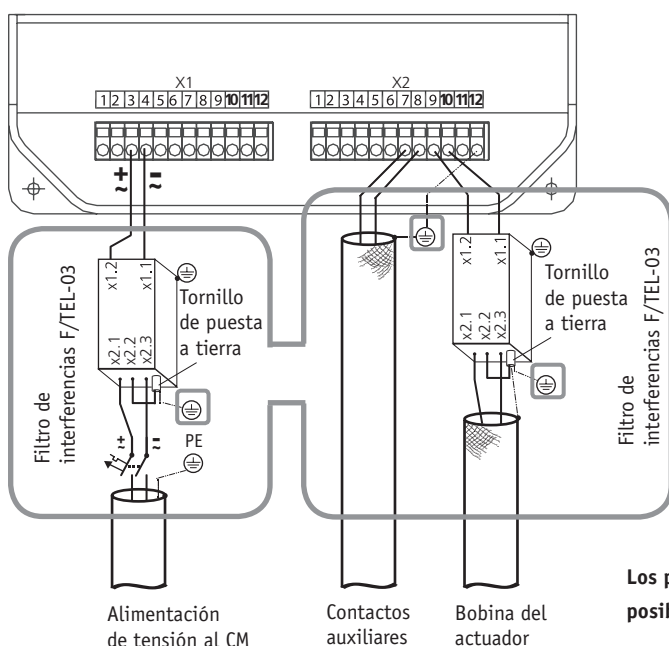 X1
1 2 3 4 5 6 7 8 9 10 11 12
X2
1 2 3 4 5 6 7 8 9 10 11 12
+
~
-
~
x1.2
x1.1
x2.1
x2.2
x2.3
Filtro de
interferencias F/TEL-03
Tornillo
de puesta
a tierra
+
~
-
~
PE
Alimentación
de tensión al CM
Contactos
auxiliares
x1.2
x1.1
x2.1
x2.2
x2.3
Tornillo
de puesta
a tierra
Filtro de
interferencias F/TEL-03
Bobina del
actuador
Los p
posib